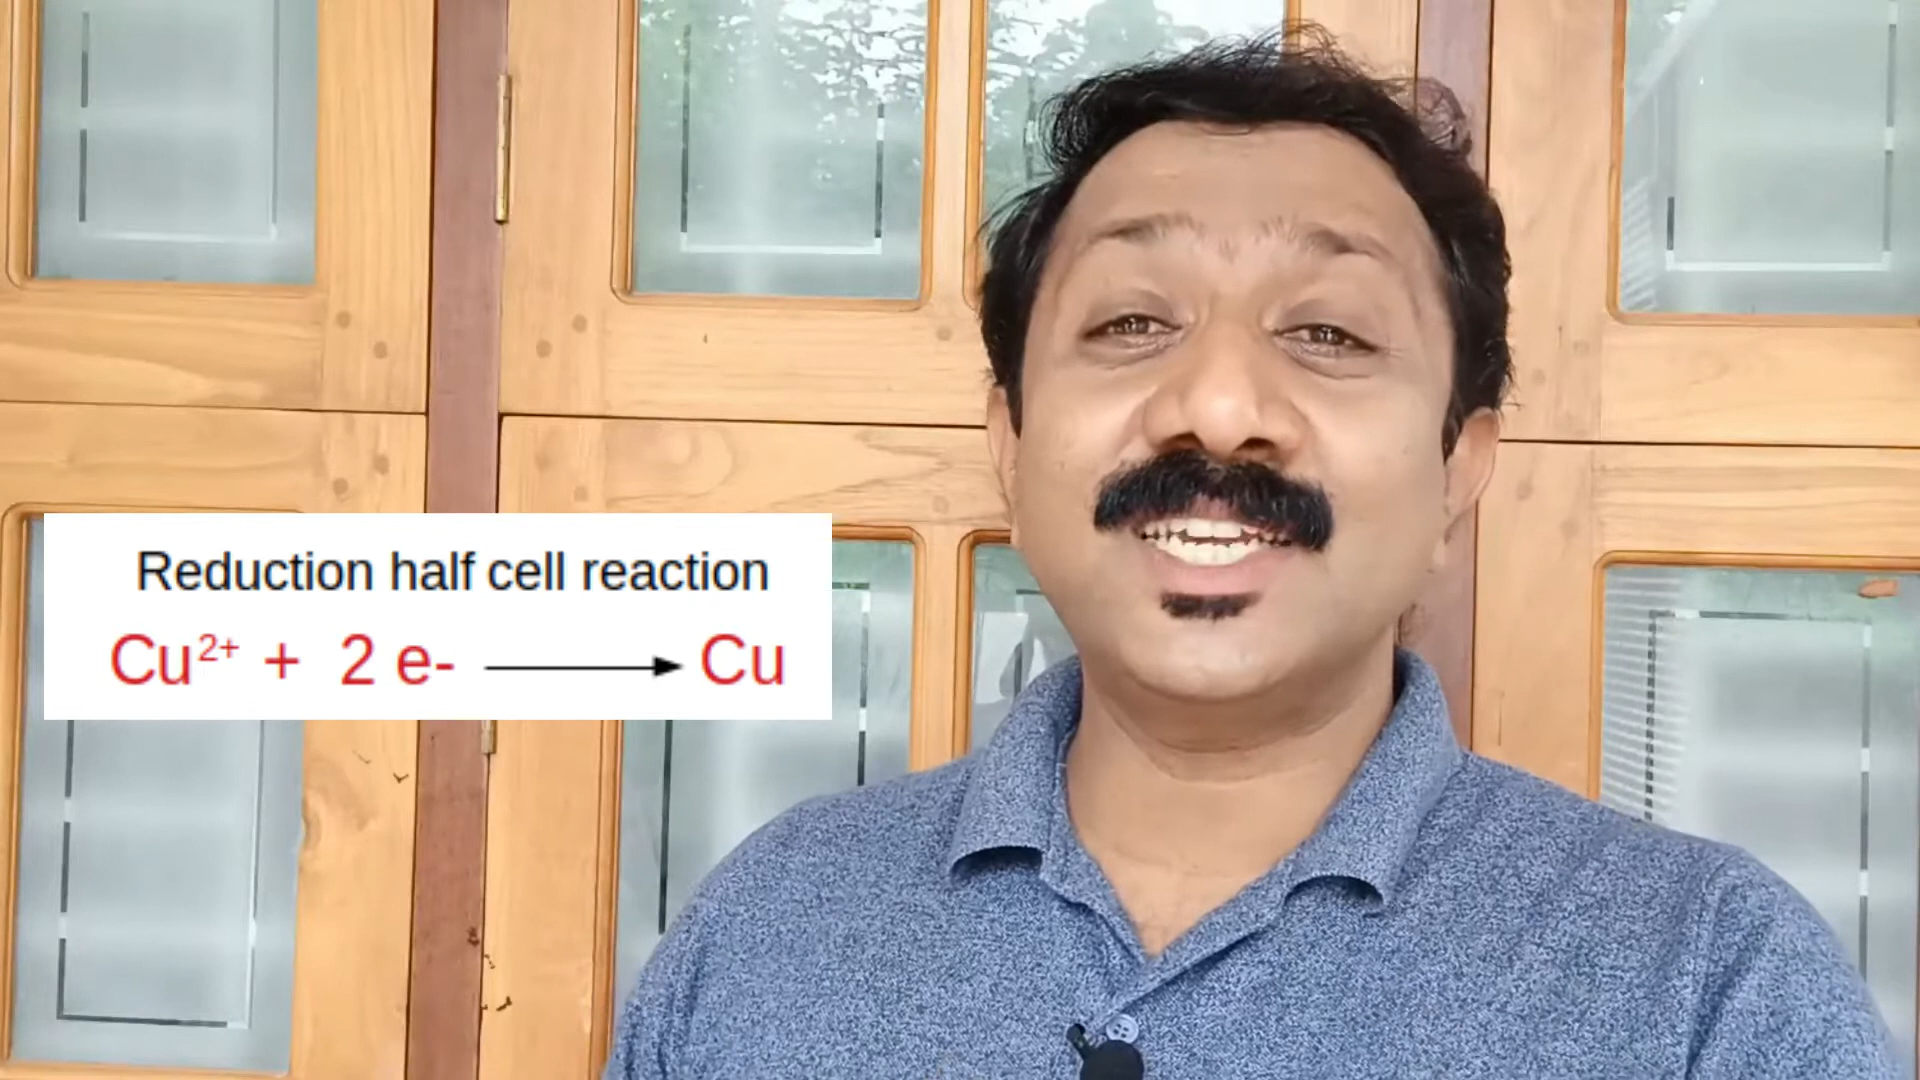 Reduction half cell reaction
Cu²⁺ + 2 e- ⟶ Cu